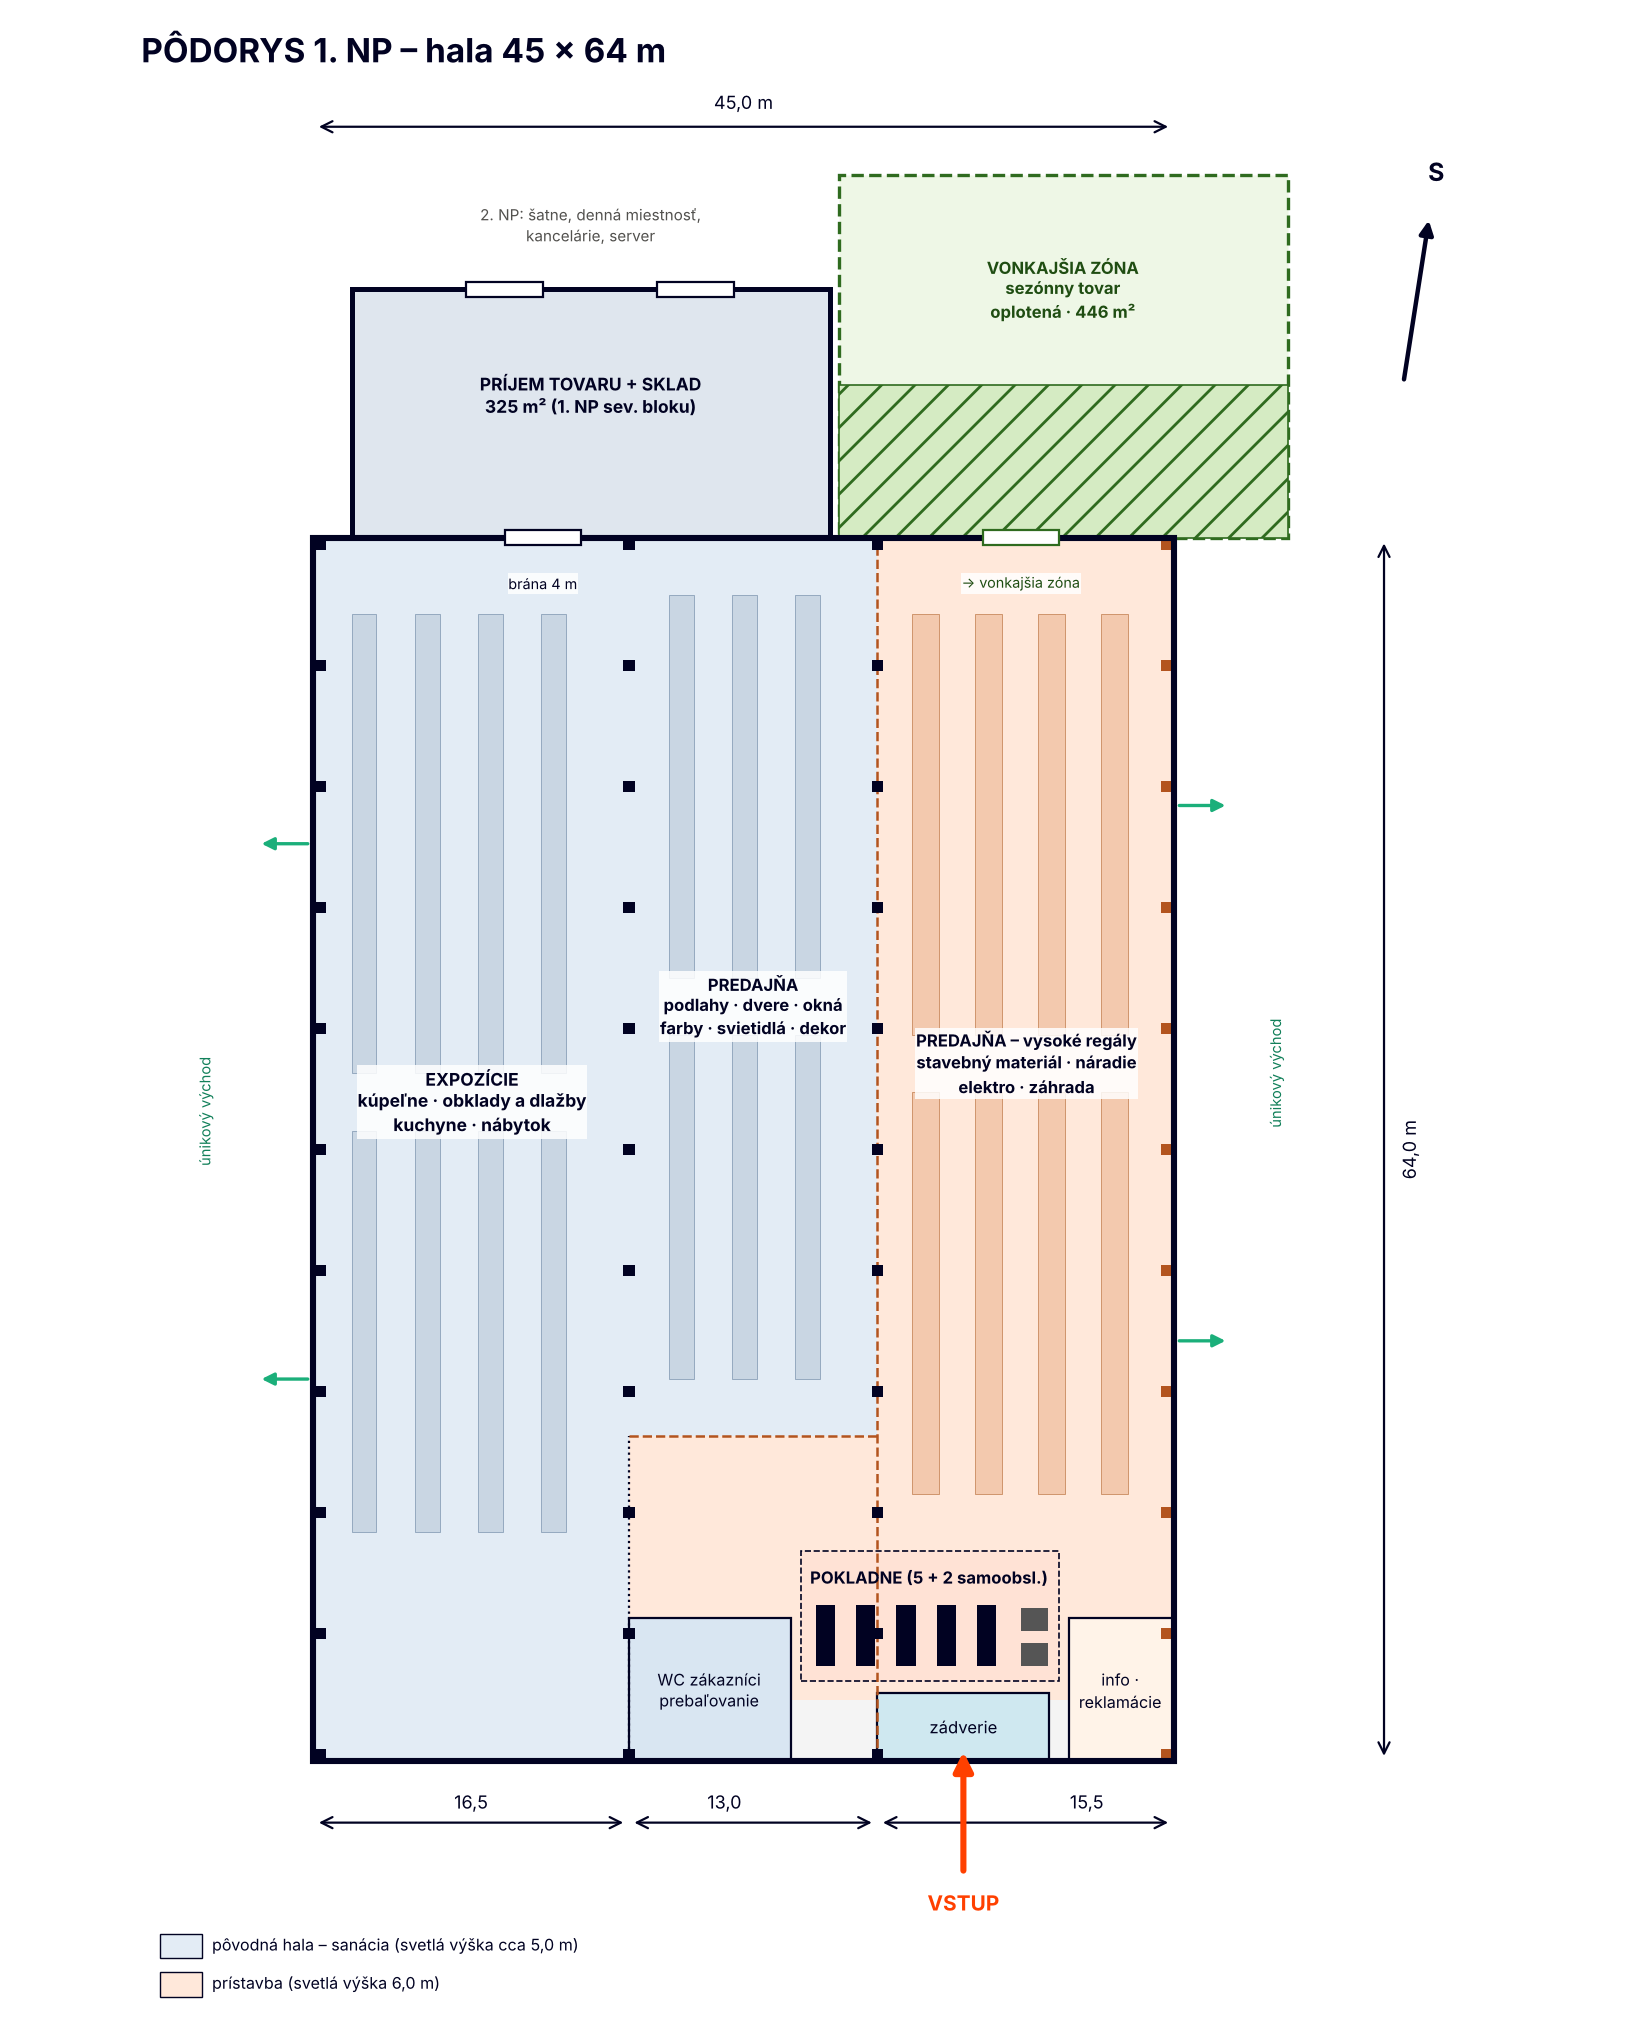 PÔDORYS 1. NP – hala 45 × 64 m
45,0 m
S
2. NP: šatne, denná miestnosť,
kancelárie, server
VONKAJŠIA ZÓNA
sezónny tovar
oplotená · 446 m²
PRÍJEM TOVARU + SKLAD
325 m² (1. NP sev. bloku)
brána 4 m
→ vonkajšia zóna
PREDAJŇA
podlahy · dvere · okná
farby · svietidlá · dekor
PREDAJŇA – vysoké regály
stavebný materiál · náradie
elektro · záhrada
EXPOZÍCIE
kúpeľne · obklady a dlažby
kuchyne · nábytok
únikový východ
únikový východ
64,0 m
POKLADNE (5 + 2 samoobsl.)
WC zákazníci
prebaľovanie
info ·
reklamácie
zádverie
16,5
13,0
15,5
VSTUP
pôvodná hala – sanácia (svetlá výška cca 5,0 m)
prístavba (svetlá výška 6,0 m)